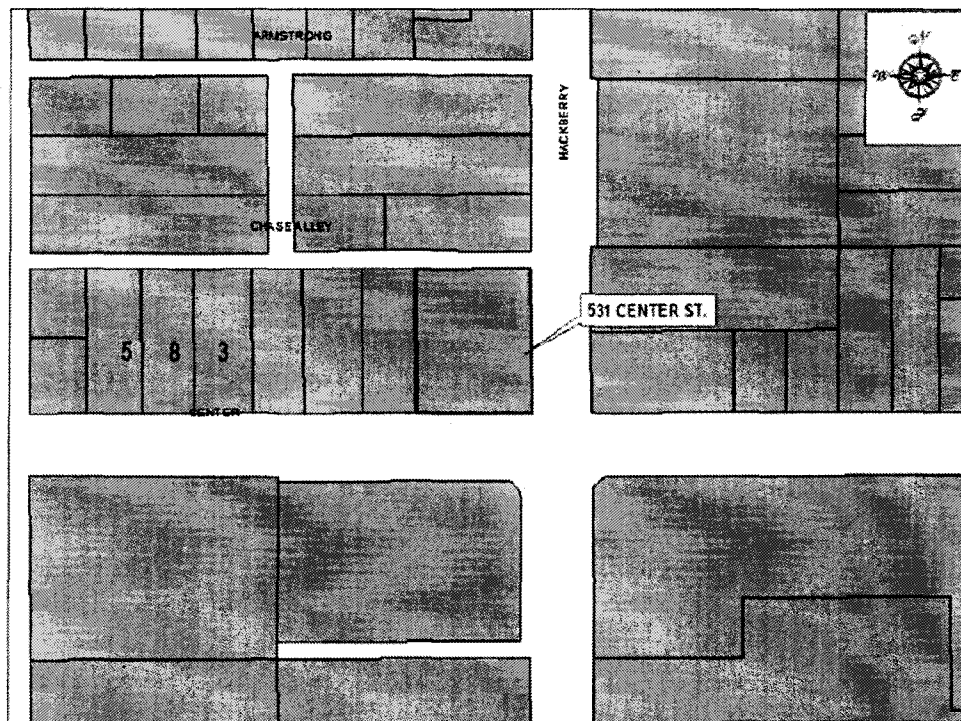 ARMSTRONG
N
W E
S
HACKBERRY
CHASE ALLEY
531 CENTER ST.
5 8 3
CENTER